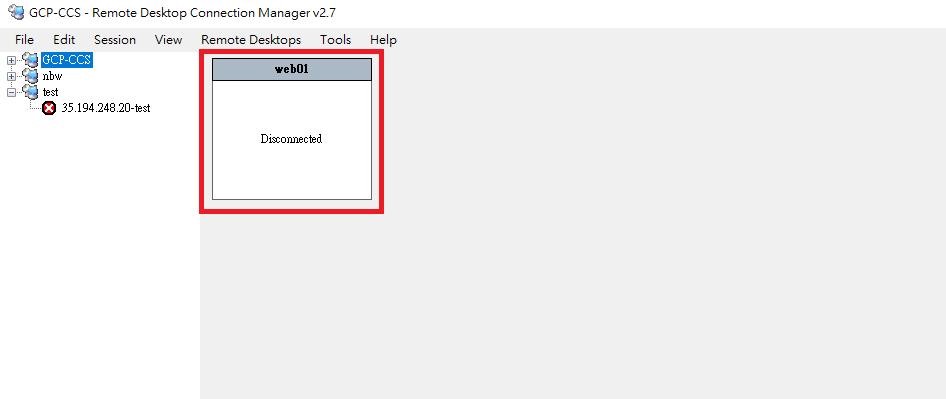 GCP-CCS - Remote Desktop Connection Manager v2.7
File Edit Session View Remote Desktops Tools Help
GCP-CCS
nbw
test
35.194.248.20-test
web01
Disconnected